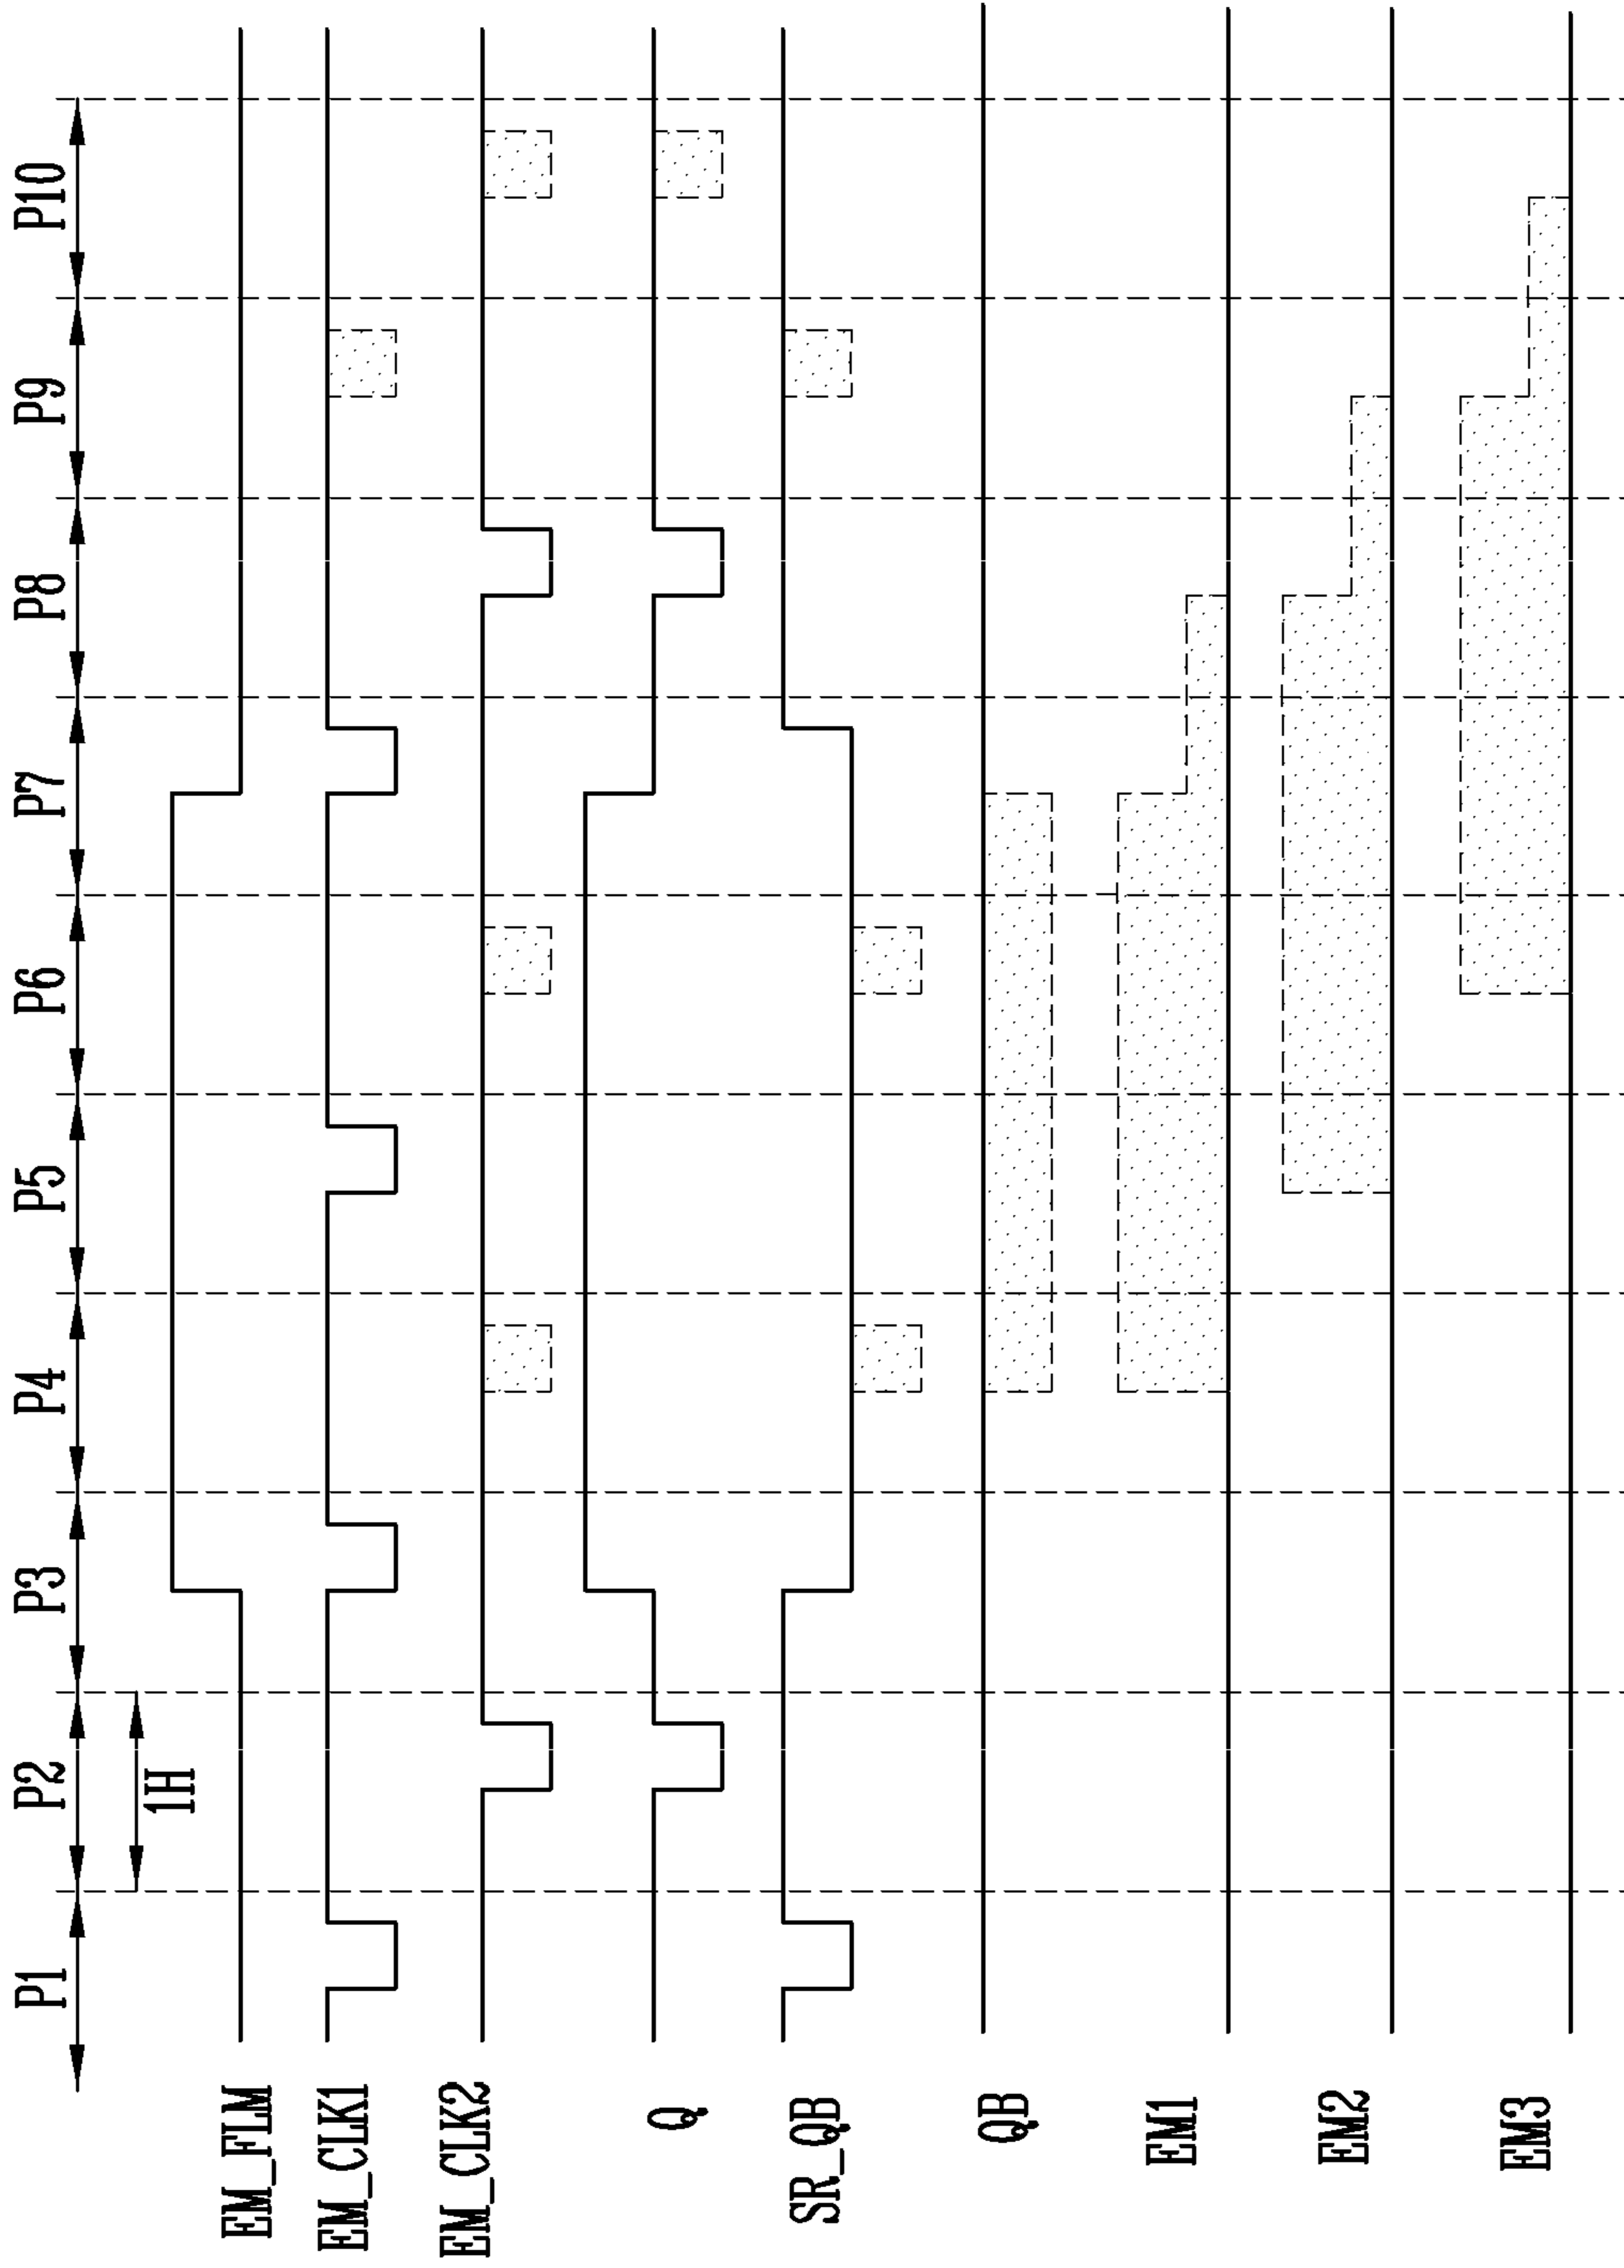 P1 P2 P3 P4 P5 P6 P7 P8 P9 P10
1H
EM_FLM
EM_CLK1
EM_CLK2
Q
SR_QB
QB
EM1
EM2
EM3